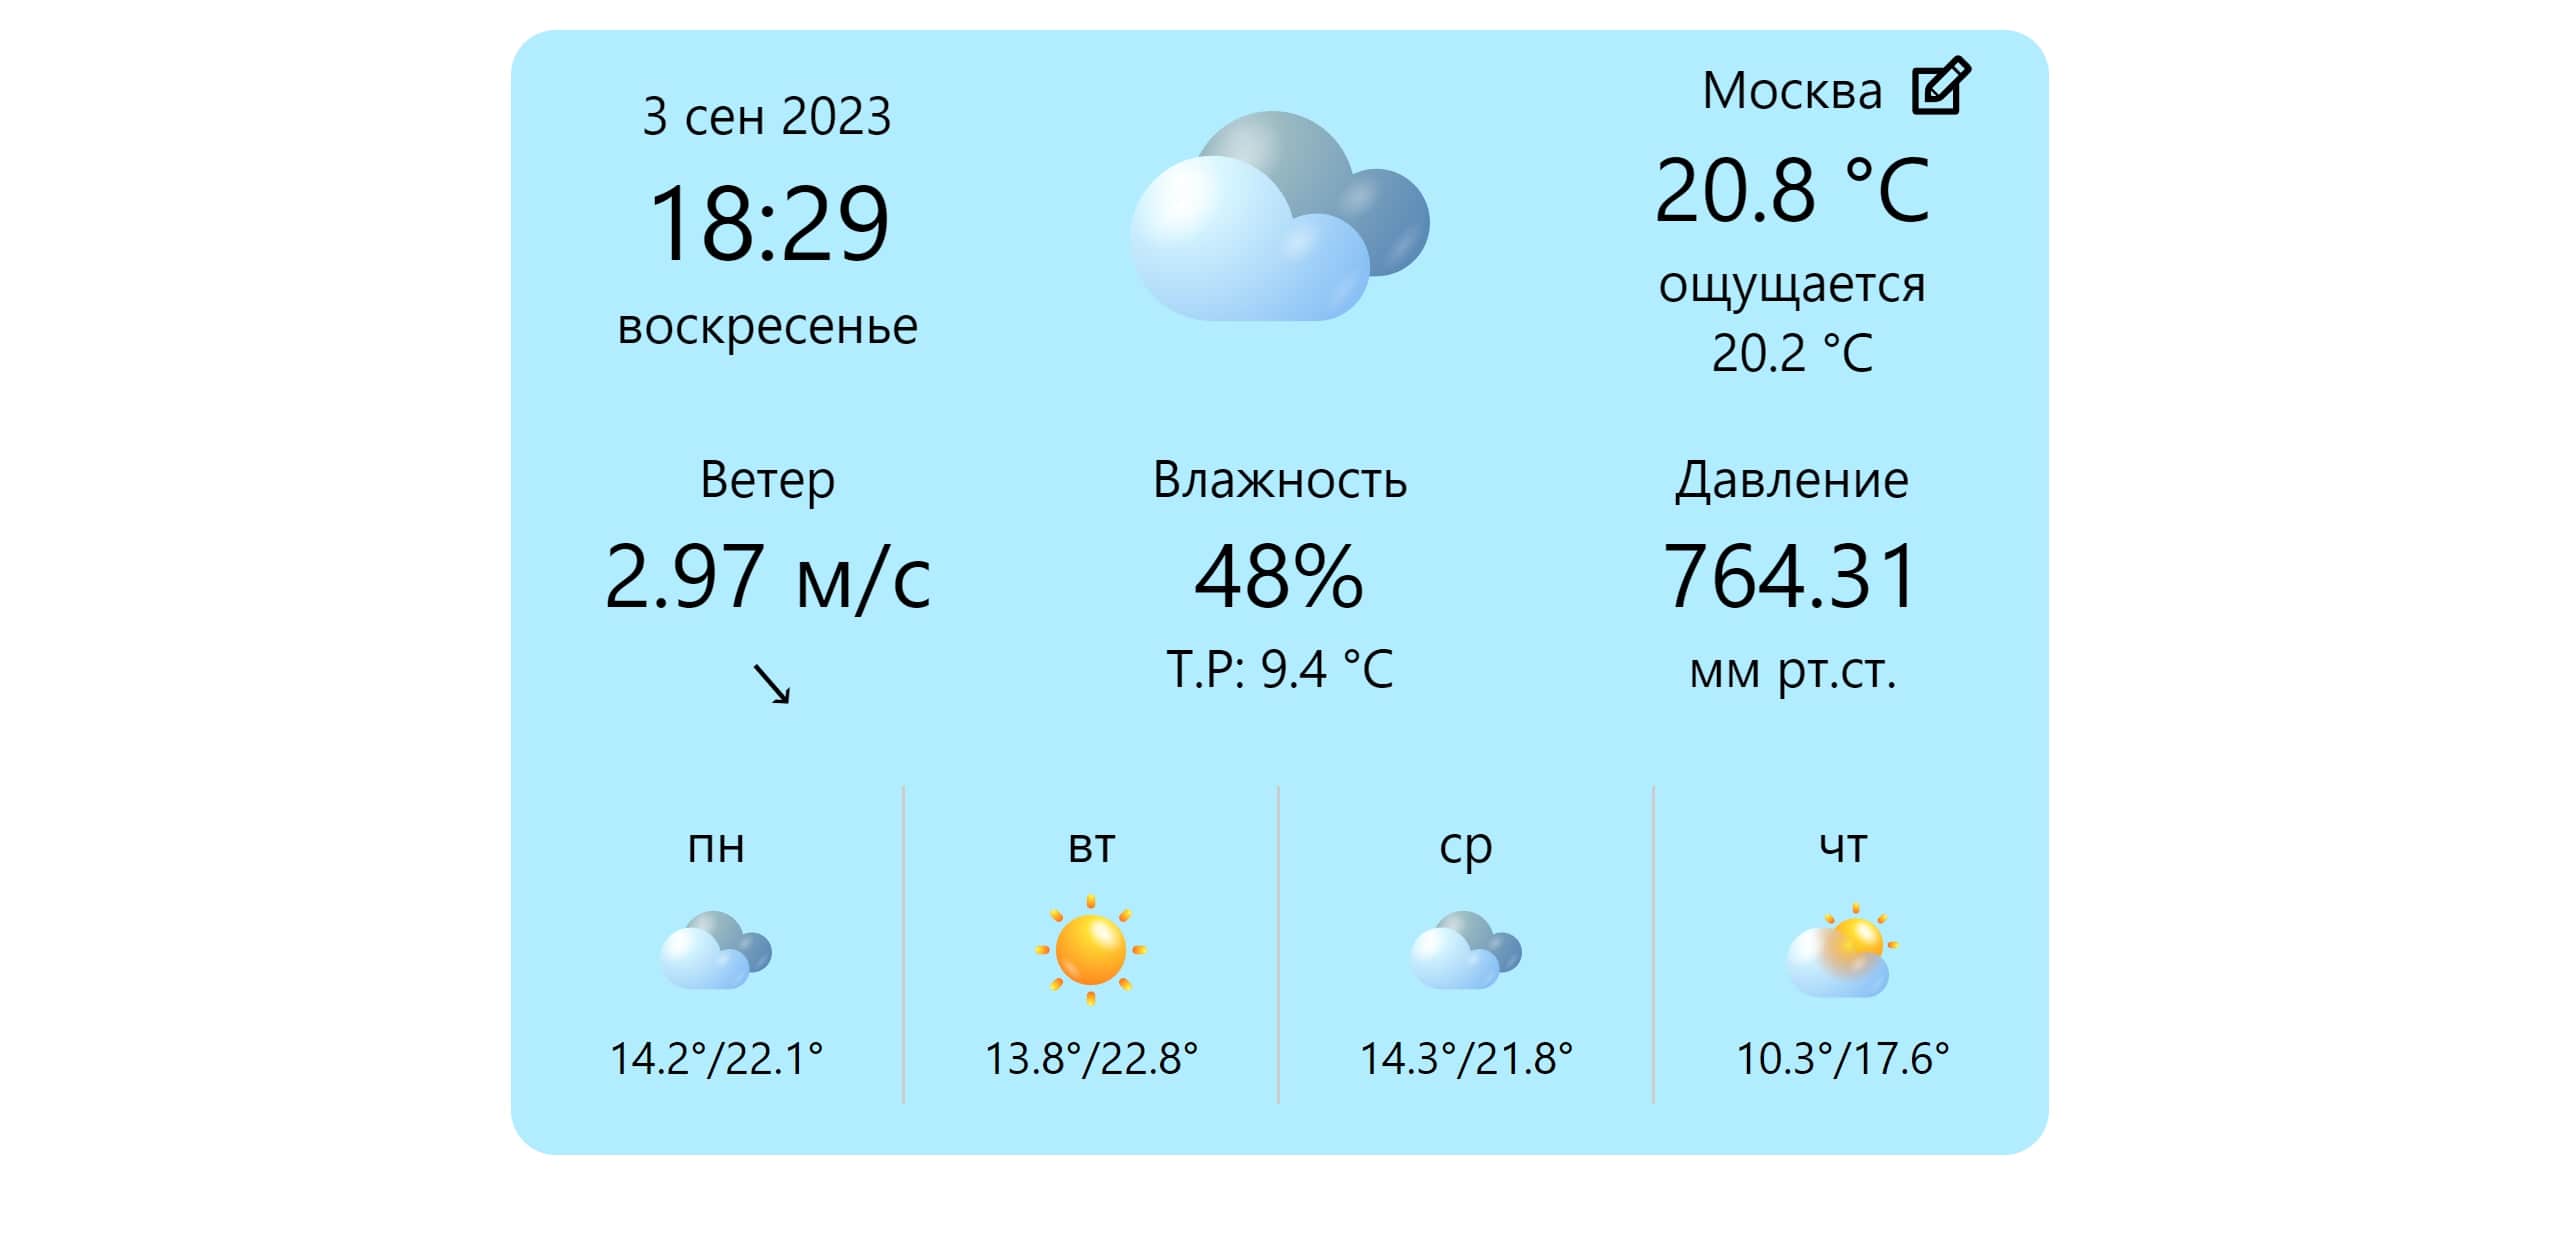 3 сен 2023
18:29
воскресенье
Москва
20.8 °C
ощущается
20.2 °C
Ветер
2.97 м/с
↘
Влажность
48%
Т.Р: 9.4 °C
Давление
764.31
мм рт.ст.
пн
14.2°/22.1°
вт
13.8°/22.8°
ср
14.3°/21.8°
чт
10.3°/17.6°